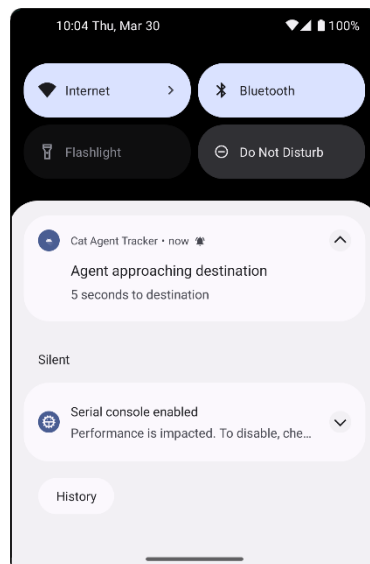 10:04 Thu, Mar 30
100%
Internet
Bluetooth
Flashlight
Do Not Disturb
Cat Agent Tracker • now
Agent approaching destination
5 seconds to destination
Silent
Serial console enabled
Performance is impacted. To disable, che...
History